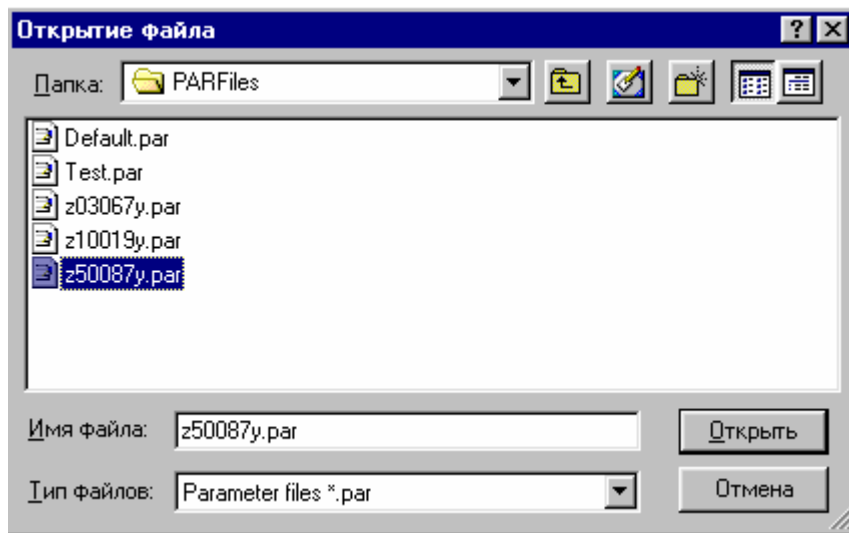 Открытие файла
Папка: PARFiles
Default.par
Test.par
z03067y.par
z10019y.par
z50087y.par
Имя файла: z50087y.par Открыть
Тип файлов: Parameter files *.par Отмена